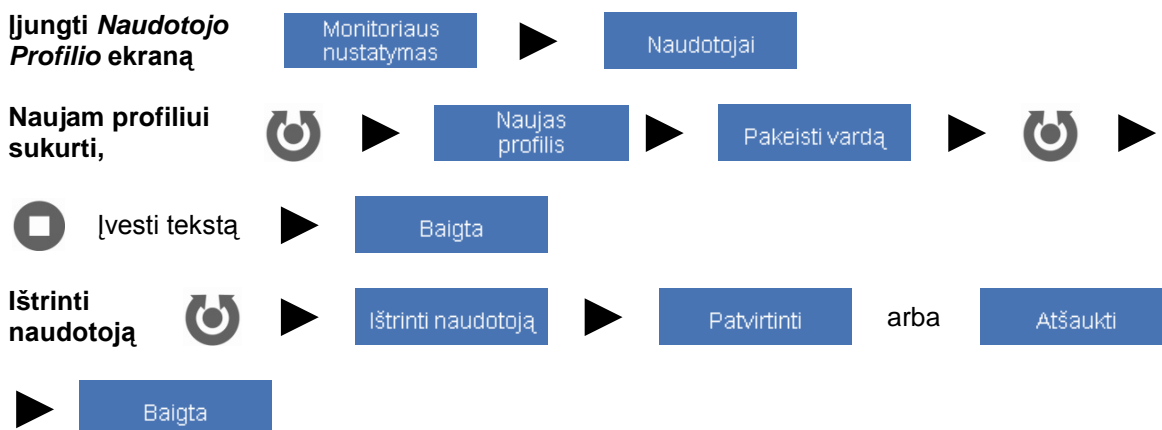 Įjungti Naudotojo
Profilio ekraną
Monitoriaus
nustatymas
Naudotojai
Naujam profiliui
sukurti,
Naujas
profilis
Pakeisti vardą
Įvesti tekstą
Baigta
Ištrinti
naudotoją
Ištrinti naudotoją
Patvirtinti
arba
Atšaukti
Baigta